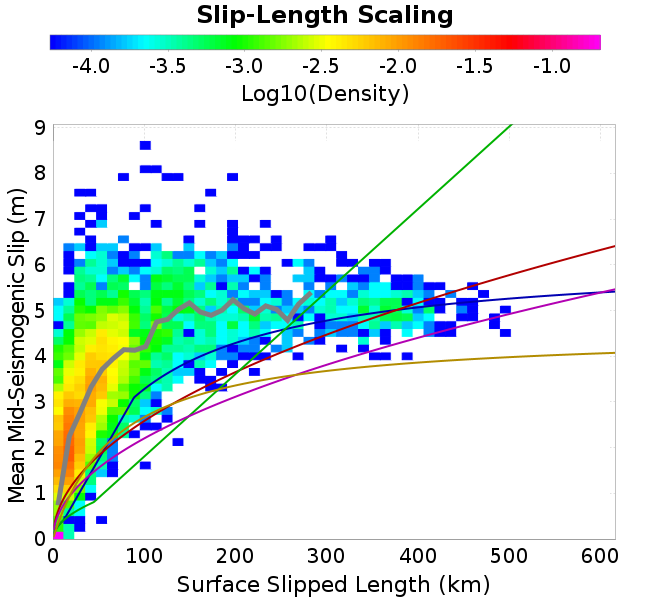 Slip-Length Scaling
-4.0 -3.5 -3.0 -2.5 -2.0 -1.5 -1.0
Log10(Density)
Mean Mid-Seismogenic Slip (m)
9
8
7
6
5
4
3
2
1
0
0 100 200 300 400 500 600
Surface Slipped Length (km)